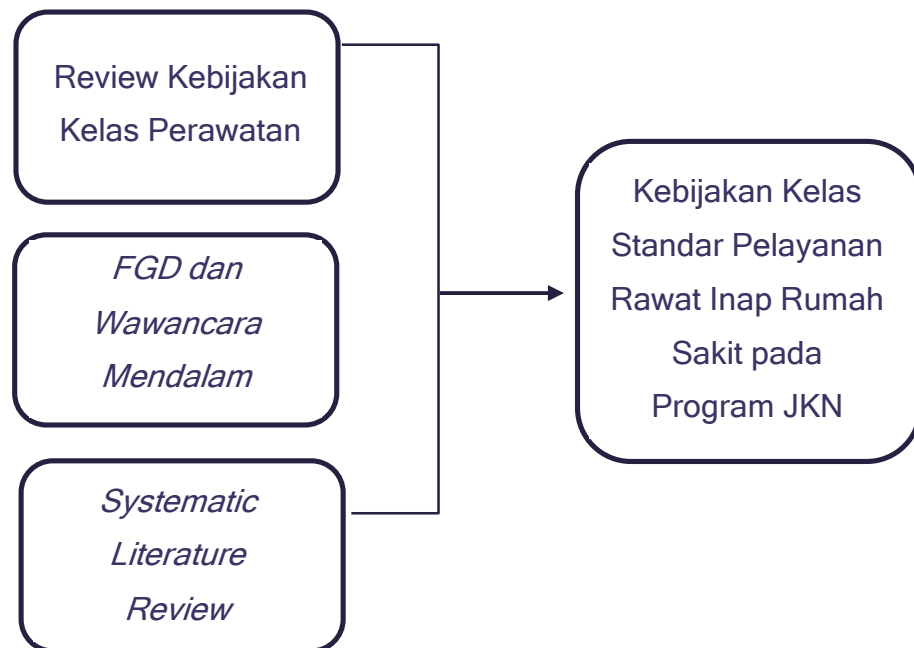 Review Kebijakan
Kelas Perawatan
FGD dan
Wawancara
Mendalam
Systematic
Literature
Review
Kebijakan Kelas
Standar Pelayanan
Rawat Inap Rumah
Sakit pada
Program JKN